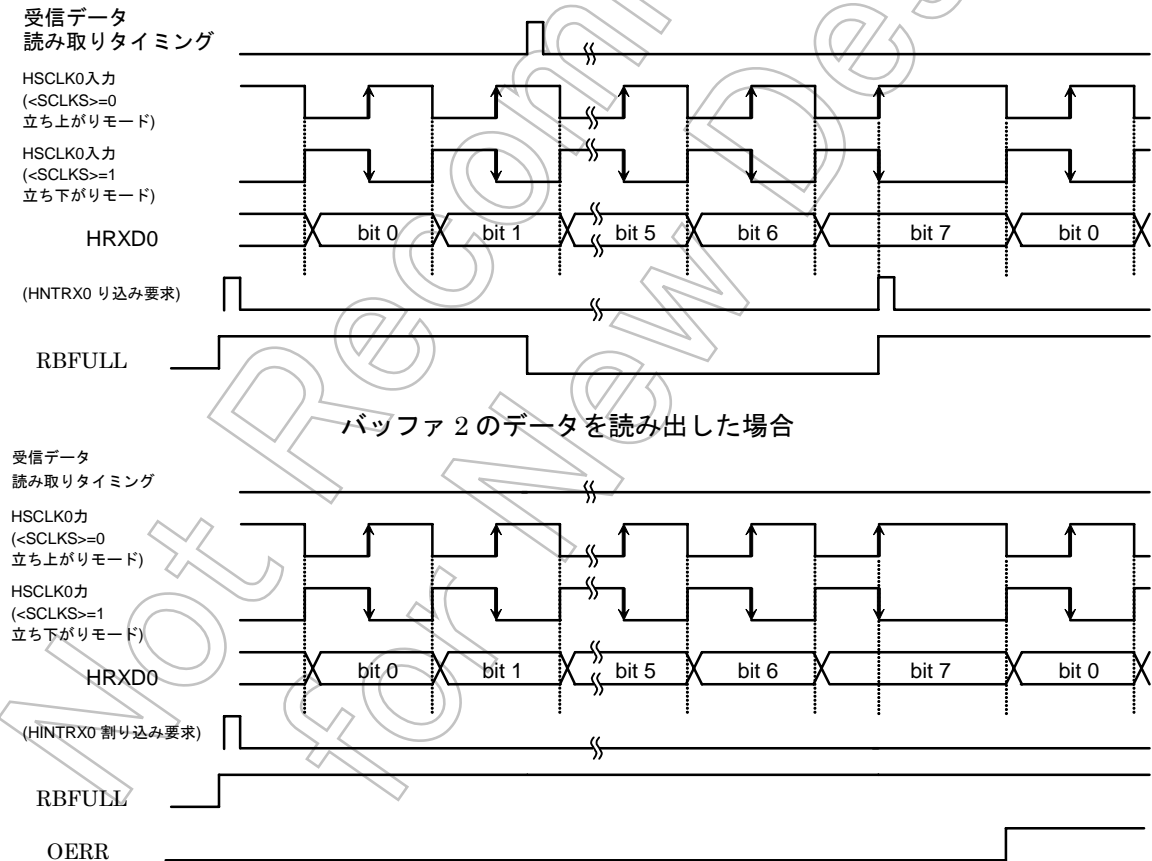 受信データ
読み取りタイミング
HSCLK0入力
(<SCLKS>=0
立ち上がりモード)
HSCLK0入力
(<SCLKS>=1
立ち下がりモード)
HRXD0
bit 0
bit 1
bit 5
bit 6
bit 7
bit 0
(HNTRX0 り込み要求)
RBFULL
バッファ 2 のデータを読み出した場合
受信データ
読み取りタイミング
HSCLK0力
(<SCLKS>=0
立ち上がりモード)
HSCLK0力
(<SCLKS>=1
立ち下がりモード)
HRXD0
bit 0
bit 1
bit 5
bit 6
bit 7
bit 0
(HINTRX0 割り込み要求)
RBFULL
OERR
Not Recom
for New Des